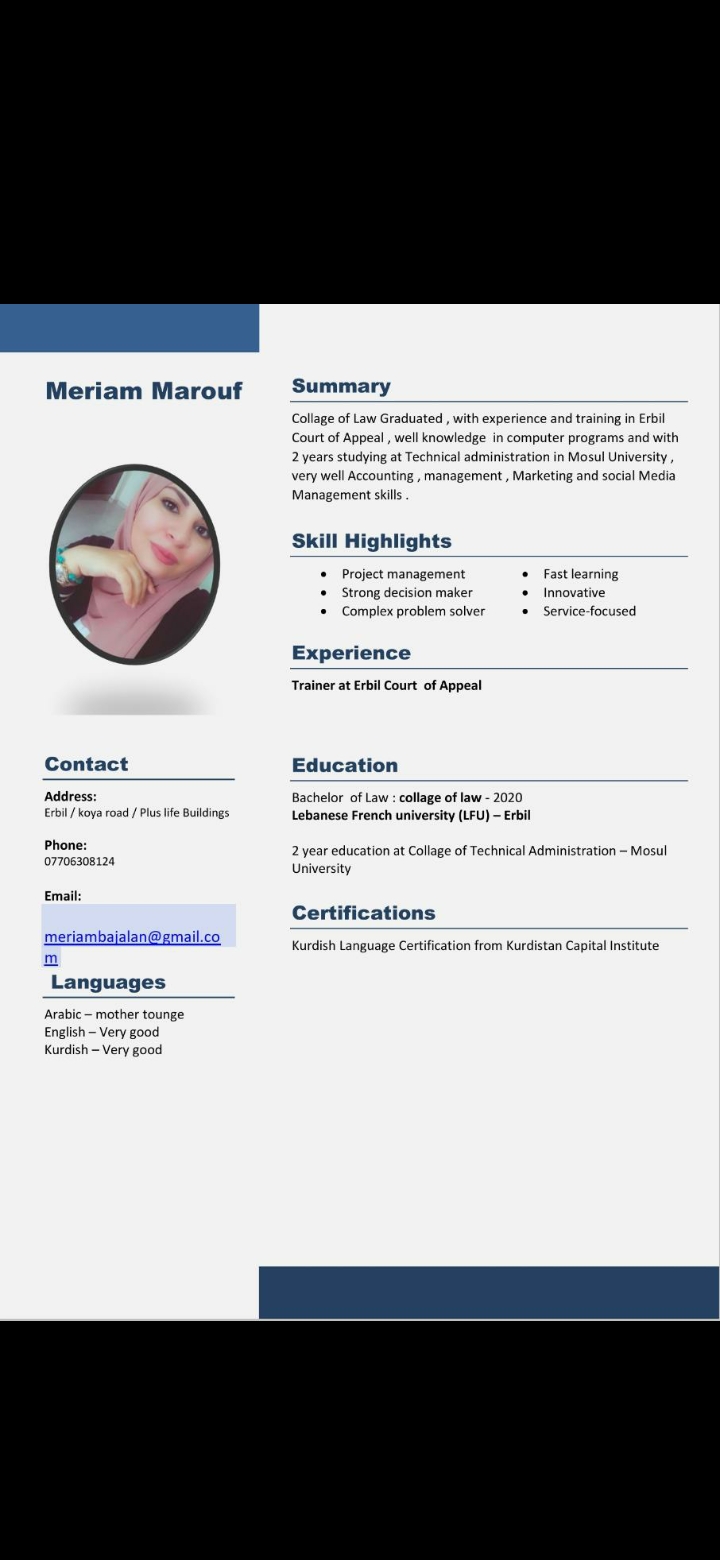 Meriam Marouf
Contact
Address:
Erbil / koya road / Plus life Buildings
Phone:
07706308124
Email:
meriambajalan@gmail.co
m
Languages
Arabic – mother tounge
English – Very good
Kurdish – Very good
Summary
Collage of Law Graduated , with experience and training in Erbil
Court of Appeal , well knowledge  in computer programs and with
2 years studying at Technical administration in Mosul University ,
very well Accounting , management , Marketing and social Media
Management skills .
Skill Highlights
• Project management
• Strong decision maker
• Complex problem solver
• Fast learning
• Innovative
• Service-focused
Experience
Trainer at Erbil Court  of Appeal
Education
Bachelor  of Law : collage of law - 2020
Lebanese French university (LFU) – Erbil
2 year education at Collage of Technical Administration – Mosul
University
Certifications
Kurdish Language Certification from Kurdistan Capital Institute